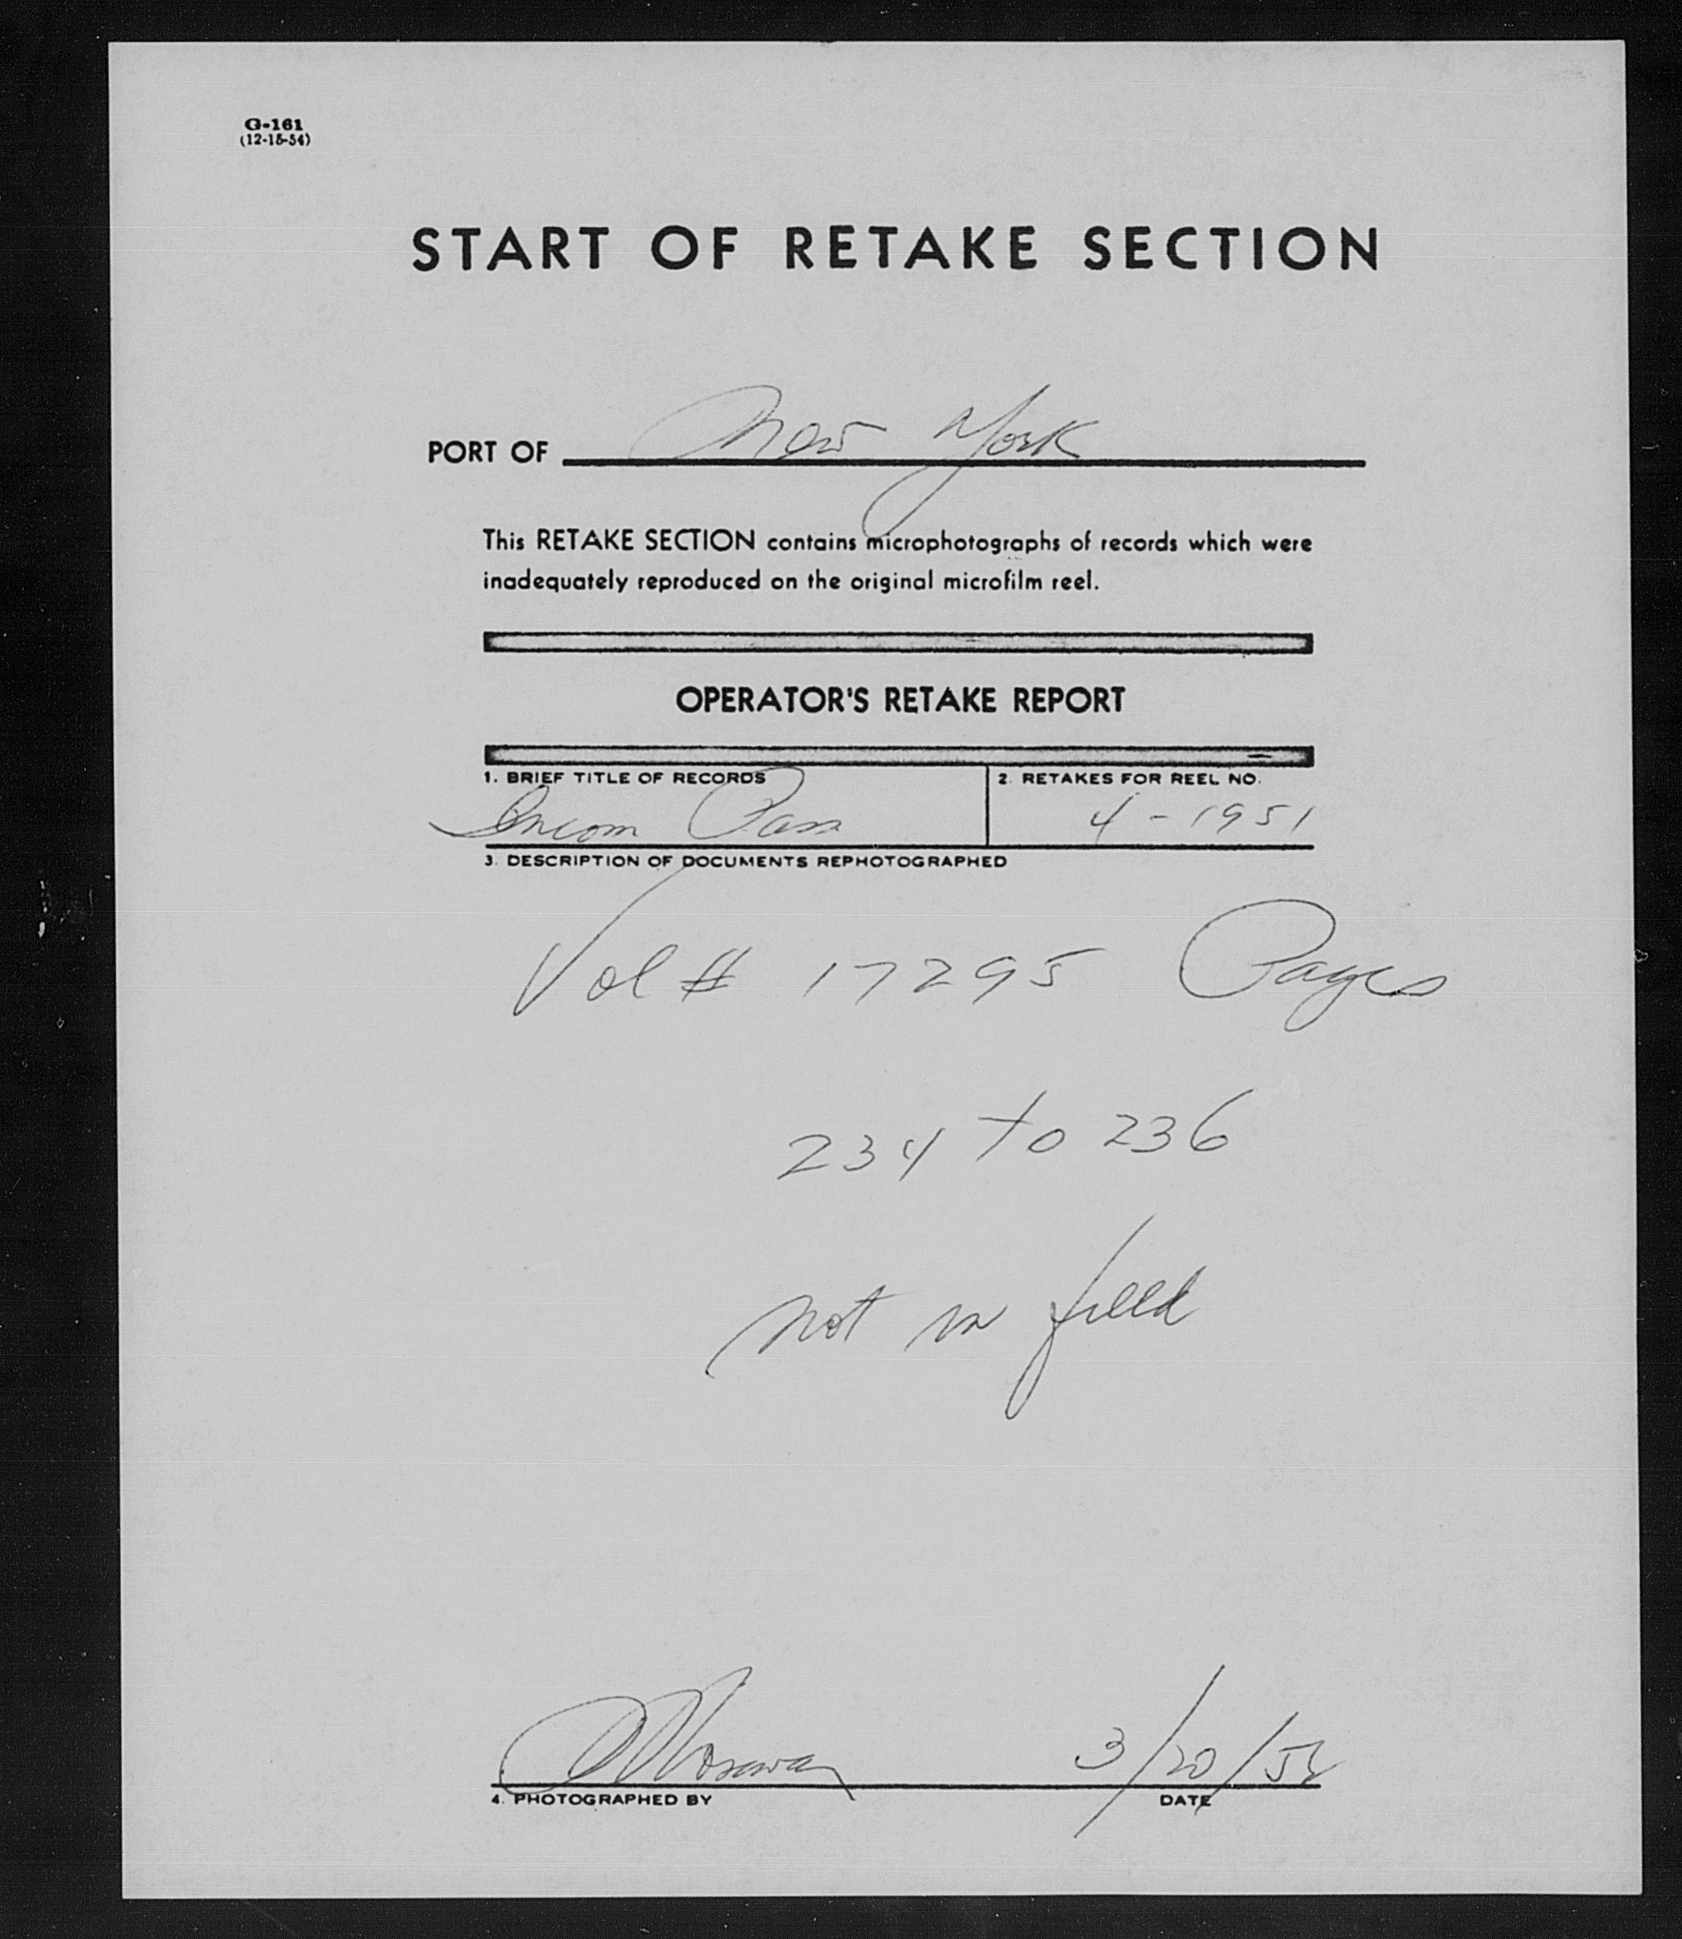 G-161
(12-15-54)
START OF RETAKE SECTION
PORT OF New York
This RETAKE SECTION contains microphotographs of records which were
inadequately reproduced on the original microfilm reel.
OPERATOR'S RETAKE REPORT
1. BRIEF TITLE OF RECORDS 2. RETAKES FOR REEL NO.
Incom Pass 4-1951
3. DESCRIPTION OF DOCUMENTS REPHOTOGRAPHED
Vol # 17295 Pages
234 to 236
not in field
3/20/56
4. PHOTOGRAPHED BY DATE